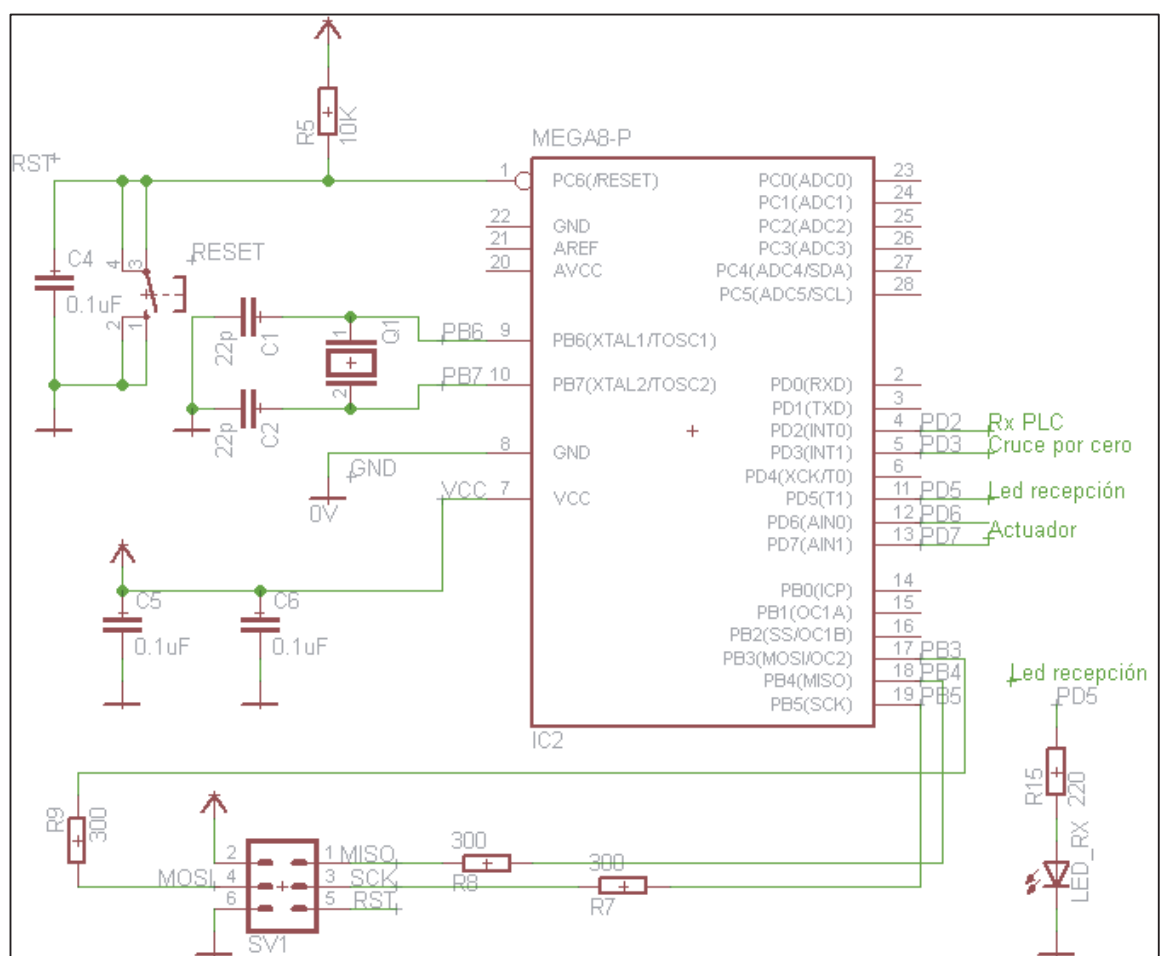 R5
10K
MEGA8-P
RST
1
PC6(/RESET)
PC0(ADC0)
23
PC1(ADC1)
24
22
GND
PC2(ADC2)
25
21
AREF
PC3(ADC3)
26
20
AVCC
PC4(ADC4/SDA)
27
PC5(ADC5/SCL)
28
C4
0.1uF
4
3
RESET
2
1
22p
C1
1
Q1
PB6
9
PB6(XTAL1/TOSC1)
22p
C2
2
PB7
10
PB7(XTAL2/TOSC2)
PD0(RXD)
2
PD1(TXD)
3
PD2(INT0)
4
PD2
Rx PLC
8
GND
PD3(INT1)
5
PD3
Cruce por cero
GND
0V
PD4(XCK/T0)
6
VCC
7
VCC
PD5(T1)
11
PD5
Led recepción
PD6(AIN0)
12
PD6
PD7(AIN1)
13
PD7
Actuador
C5
0.1uF
C6
0.1uF
PB0(ICP)
14
PB1(OC1A)
15
PB2(SS/OC1B)
16
PB3(MOSI/OC2)
17
PB3
PB4(MISO)
18
PB4
PB5(SCK)
19
PB5
IC2
Led recepción
PD5
R15
220
LED_RX
R9
300
2
1
MISO
300
R8
MOSI
4
3
SCK
300
R7
6
5
RST
SV1